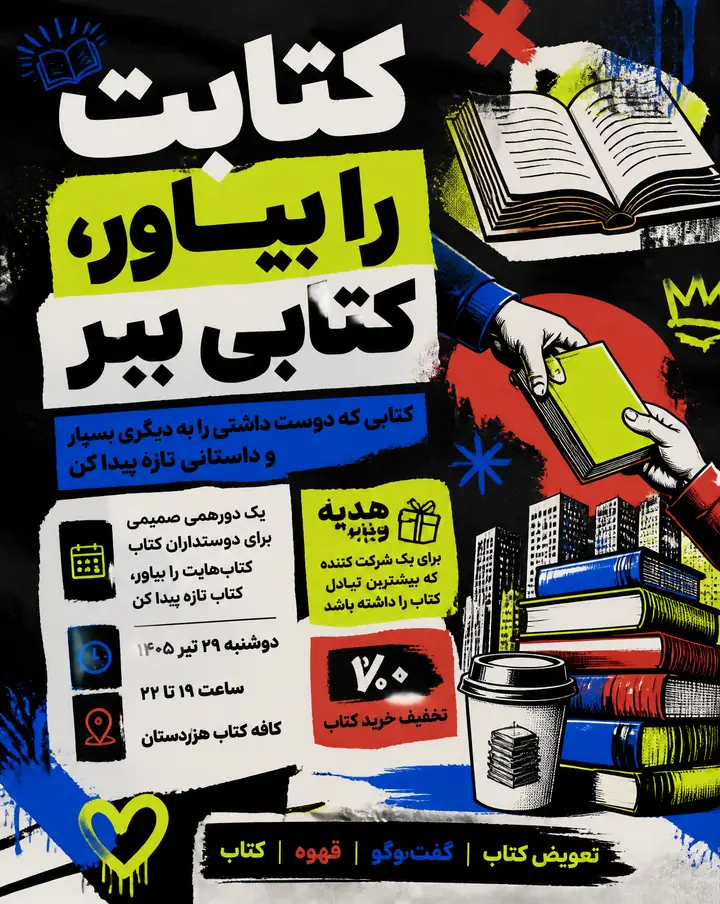 کتابت
را بیاور،
کتابی ببر
کتابی که دوست داشتی را به دیگری بسپار
و داستانی تازه پیدا کن
یک دورهمی صمیمی
برای دوستداران کتاب
کتاب‌هایت را بیاور،
کتاب تازه پیدا کن
دوشنبه ۲۹ تیر ۱۴۰۵
ساعت ۱۹ تا ۲۲
کافه کتاب هزردستان
هدیه
برای یک شرکت کننده
که بیشترین تبادل
کتاب را داشته باشد
تخفیف خرید کتاب
تعویض کتاب | گفت‌وگو | قهوه | کتاب